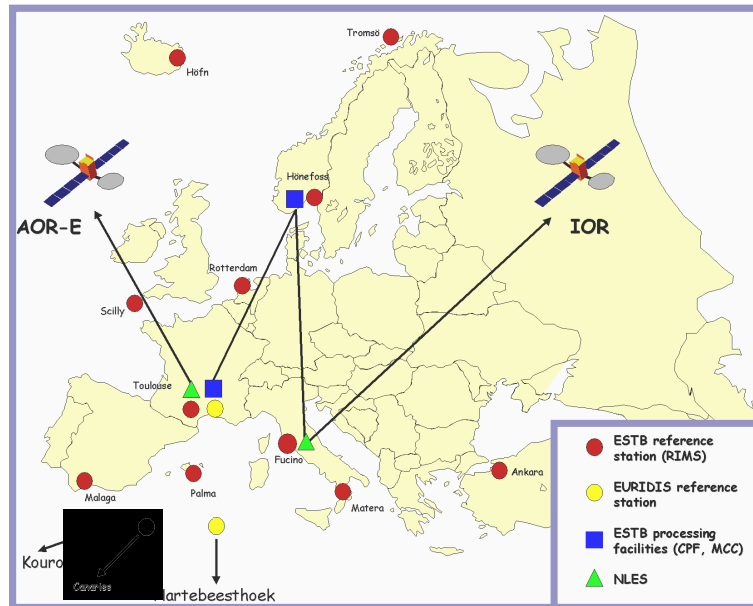 Tromsö
Höfn
Hönefoss
AOR-E
IOR
Rotterdam
Scilly
Toulouse
Fucino
Ankara
Malaga
Palma
Matera
Kouro
Canaries
Hartebeesthoek
ESTB reference
station (RIMS)
EURIDIS reference
station
ESTB processing
facilities (CPF, MCC)
NLES